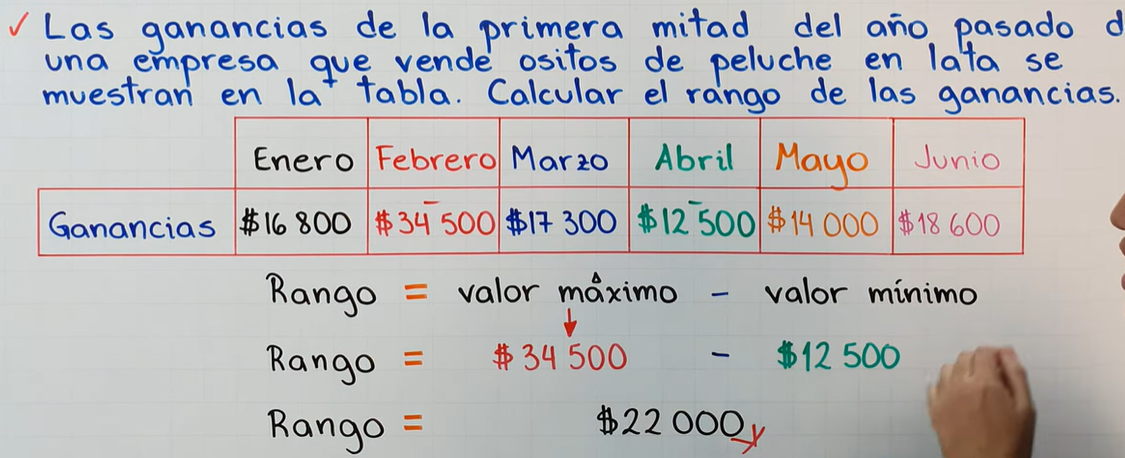 ✓ Las ganancias de la primera mitad del año pasado d
una empresa que vende ositos de peluche en lata se
muestran en la tabla. Calcular el rango de las ganancias.
Enero Febrero Marzo Abril Mayo Junio
Ganancias $16 800 $34 500 $17 300 $12 500 $14 000 $18 600
Rango = valor máximo - valor mínimo
Rango = $34 500 - $12 500
Rango = $22 000